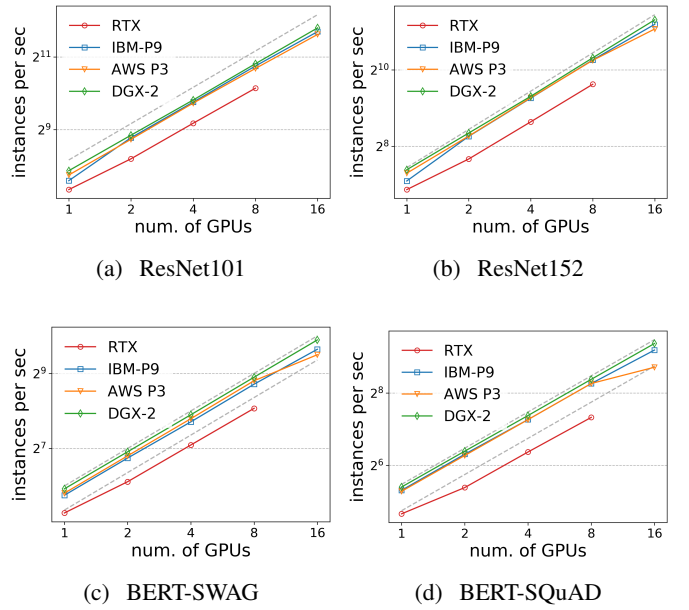 instances per sec
2^11
2^9
RTX
IBM-P9
AWS P3
DGX-2
1 2 4 8 16
num. of GPUs
(a) ResNet101
instances per sec
2^10
2^8
RTX
IBM-P9
AWS P3
DGX-2
1 2 4 8 16
num. of GPUs
(b) ResNet152
instances per sec
2^9
2^7
RTX
IBM-P9
AWS P3
DGX-2
1 2 4 8 16
num. of GPUs
(c) BERT-SWAG
instances per sec
2^8
2^6
RTX
IBM-P9
AWS P3
DGX-2
1 2 4 8 16
num. of GPUs
(d) BERT-SQuAD